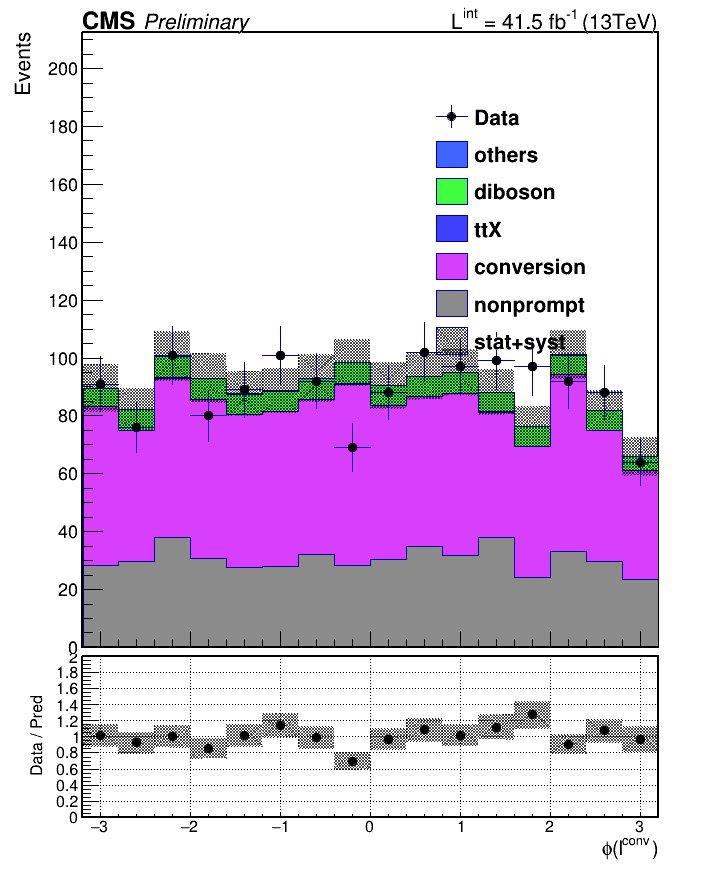 CMS Preliminary L^int = 41.5 fb^-1 (13TeV)
Events
200
180
160
140
120
100
80
60
40
20
0
Data
others
diboson
ttX
conversion
nonprompt
stat+syst
Data / Pred
2
1.8
1.6
1.4
1.2
1
0.8
0.6
0.4
0.2
0
−3 −2 −1 0 1 2 3
ϕ(l^conv)